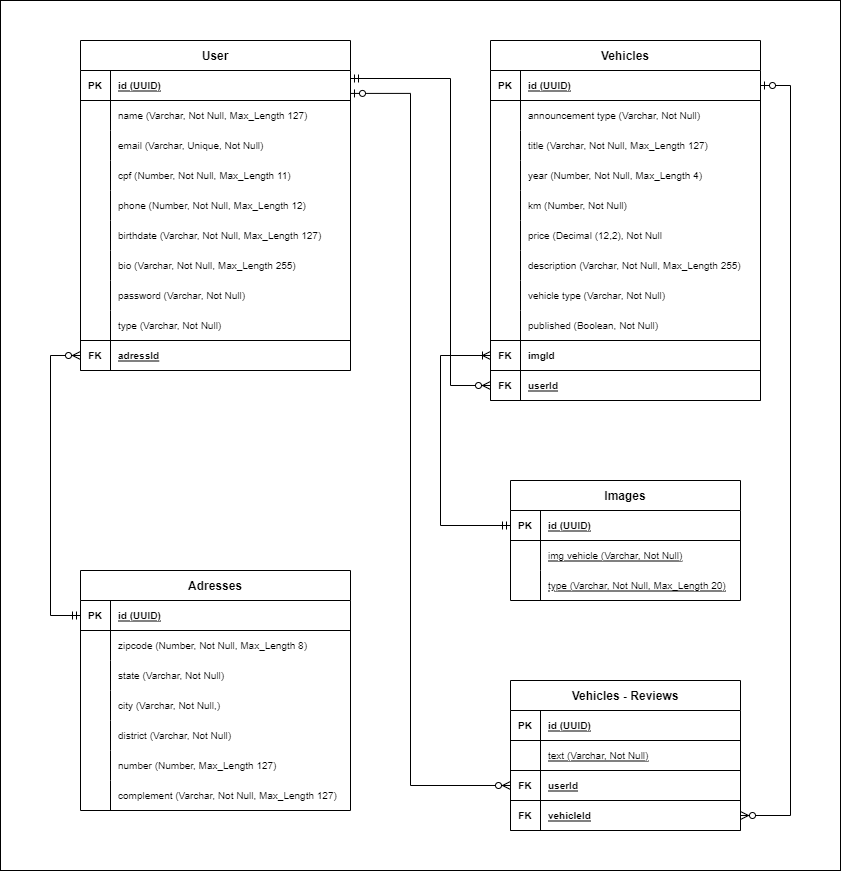 User
PK id (UUID)
name (Varchar, Not Null, Max_Length 127)
email (Varchar, Unique, Not Null)
cpf (Number, Not Null, Max_Length 11)
phone (Number, Not Null, Max_Length 12)
birthdate (Varchar, Not Null, Max_Length 127)
bio (Varchar, Not Null, Max_Length 255)
password (Varchar, Not Null)
type (Varchar, Not Null)
FK adressId
Vehicles
PK id (UUID)
announcement type (Varchar, Not Null)
title (Varchar, Not Null, Max_Length 127)
year (Number, Not Null, Max_Length 4)
km (Number, Not Null)
price (Decimal (12,2), Not Null
description (Varchar, Not Null, Max_Length 255)
vehicle type (Varchar, Not Null)
published (Boolean, Not Null)
FK imgId
FK userId
Images
PK id (UUID)
img vehicle (Varchar, Not Null)
type (Varchar, Not Null, Max_Length 20)
Adresses
PK id (UUID)
zipcode (Number, Not Null, Max_Length 8)
state (Varchar, Not Null)
city (Varchar, Not Null,)
district (Varchar, Not Null)
number (Number, Max_Length 127)
complement (Varchar, Not Null, Max_Length 127)
Vehicles - Reviews
PK id (UUID)
text (Varchar, Not Null)
FK userId
FK vehicleId